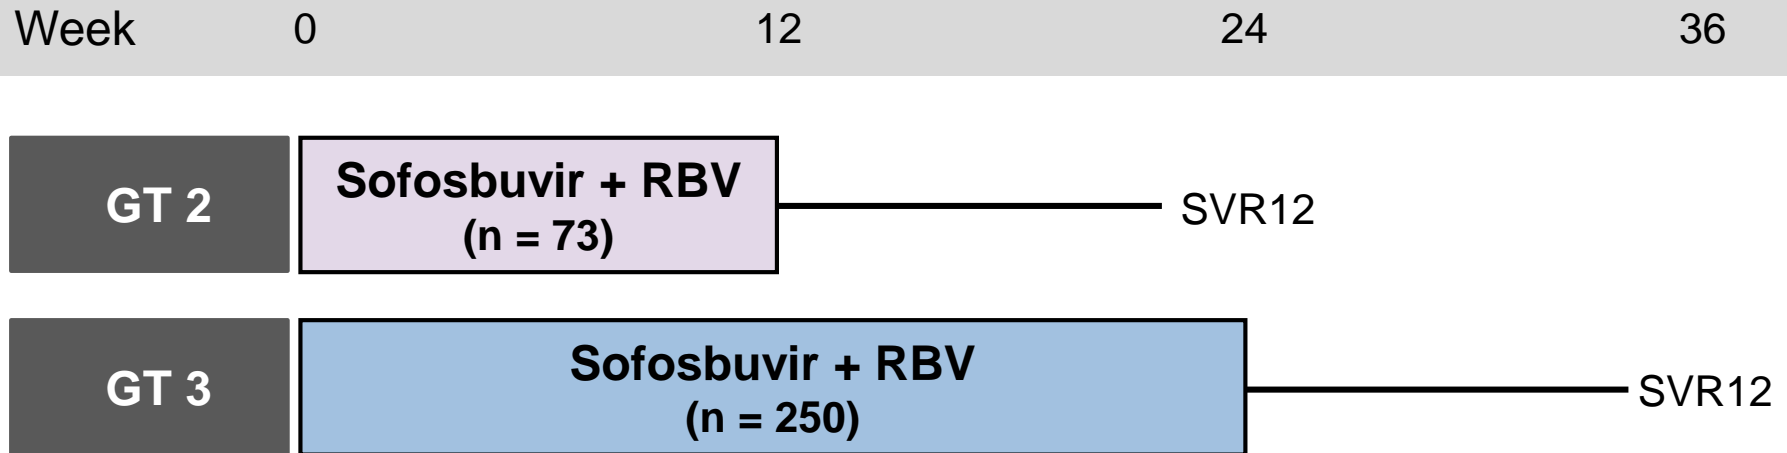 Week 0 12 24 36
GT 2
Sofosbuvir + RBV
(n = 73)
SVR12
GT 3
Sofosbuvir + RBV
(n = 250)
SVR12